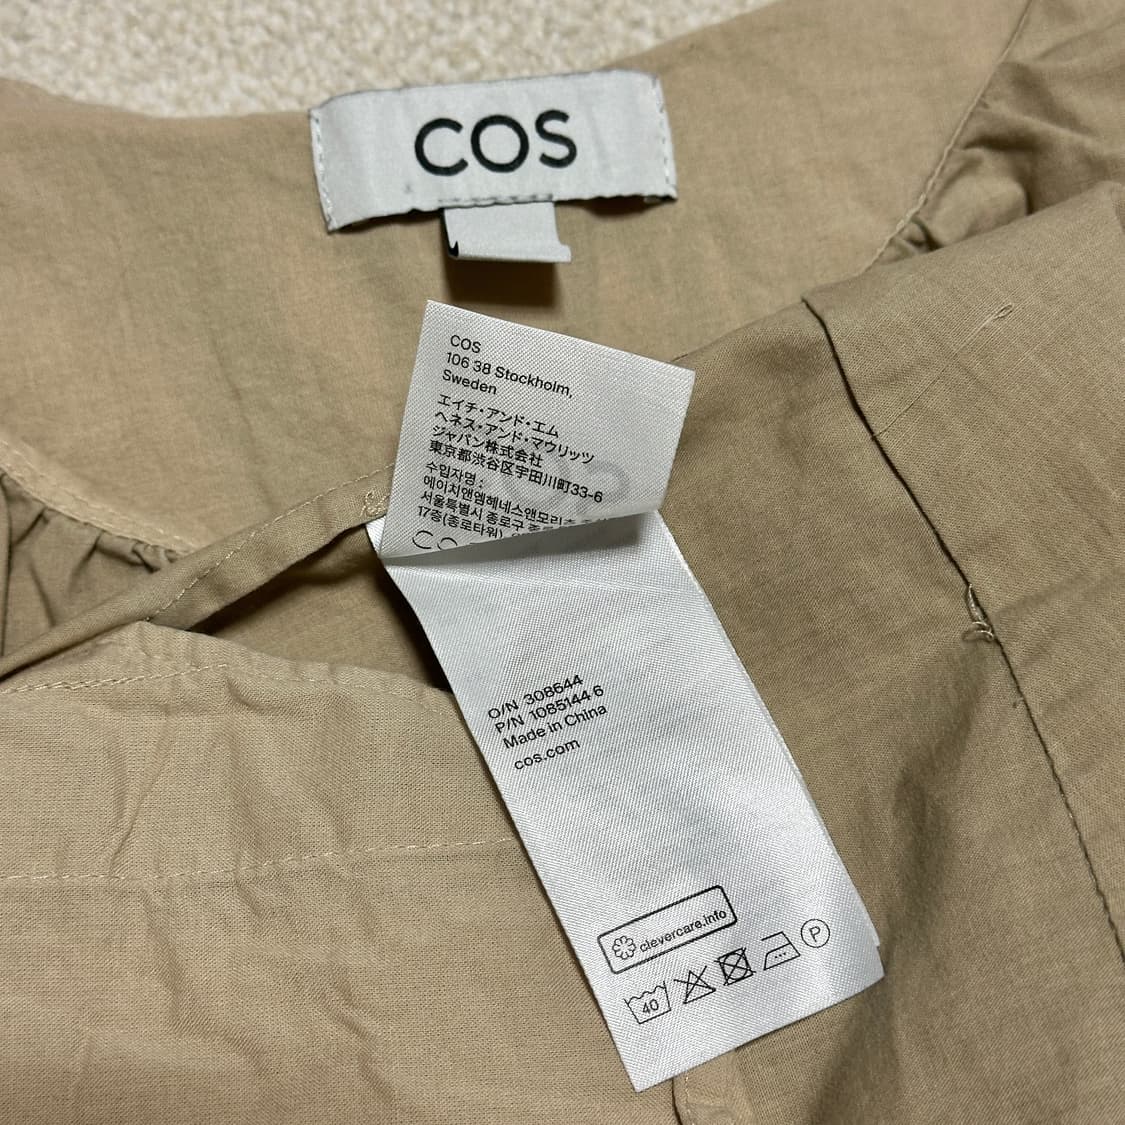 COS
COS
106 38 Stockholm,
Sweden
エイチ・アンド・エム
ヘネス・アンド・マウリッツ
ジャパン株式会社
東京都渋谷区宇田川町33-6
수입자명 :
에이치앤엠헤네스앤모리츠
서울특별시 종로구
17층(종로타워)
O/N 308644
P/N 1085144 6
Made in China
cos.com
clevercare.info
40
P